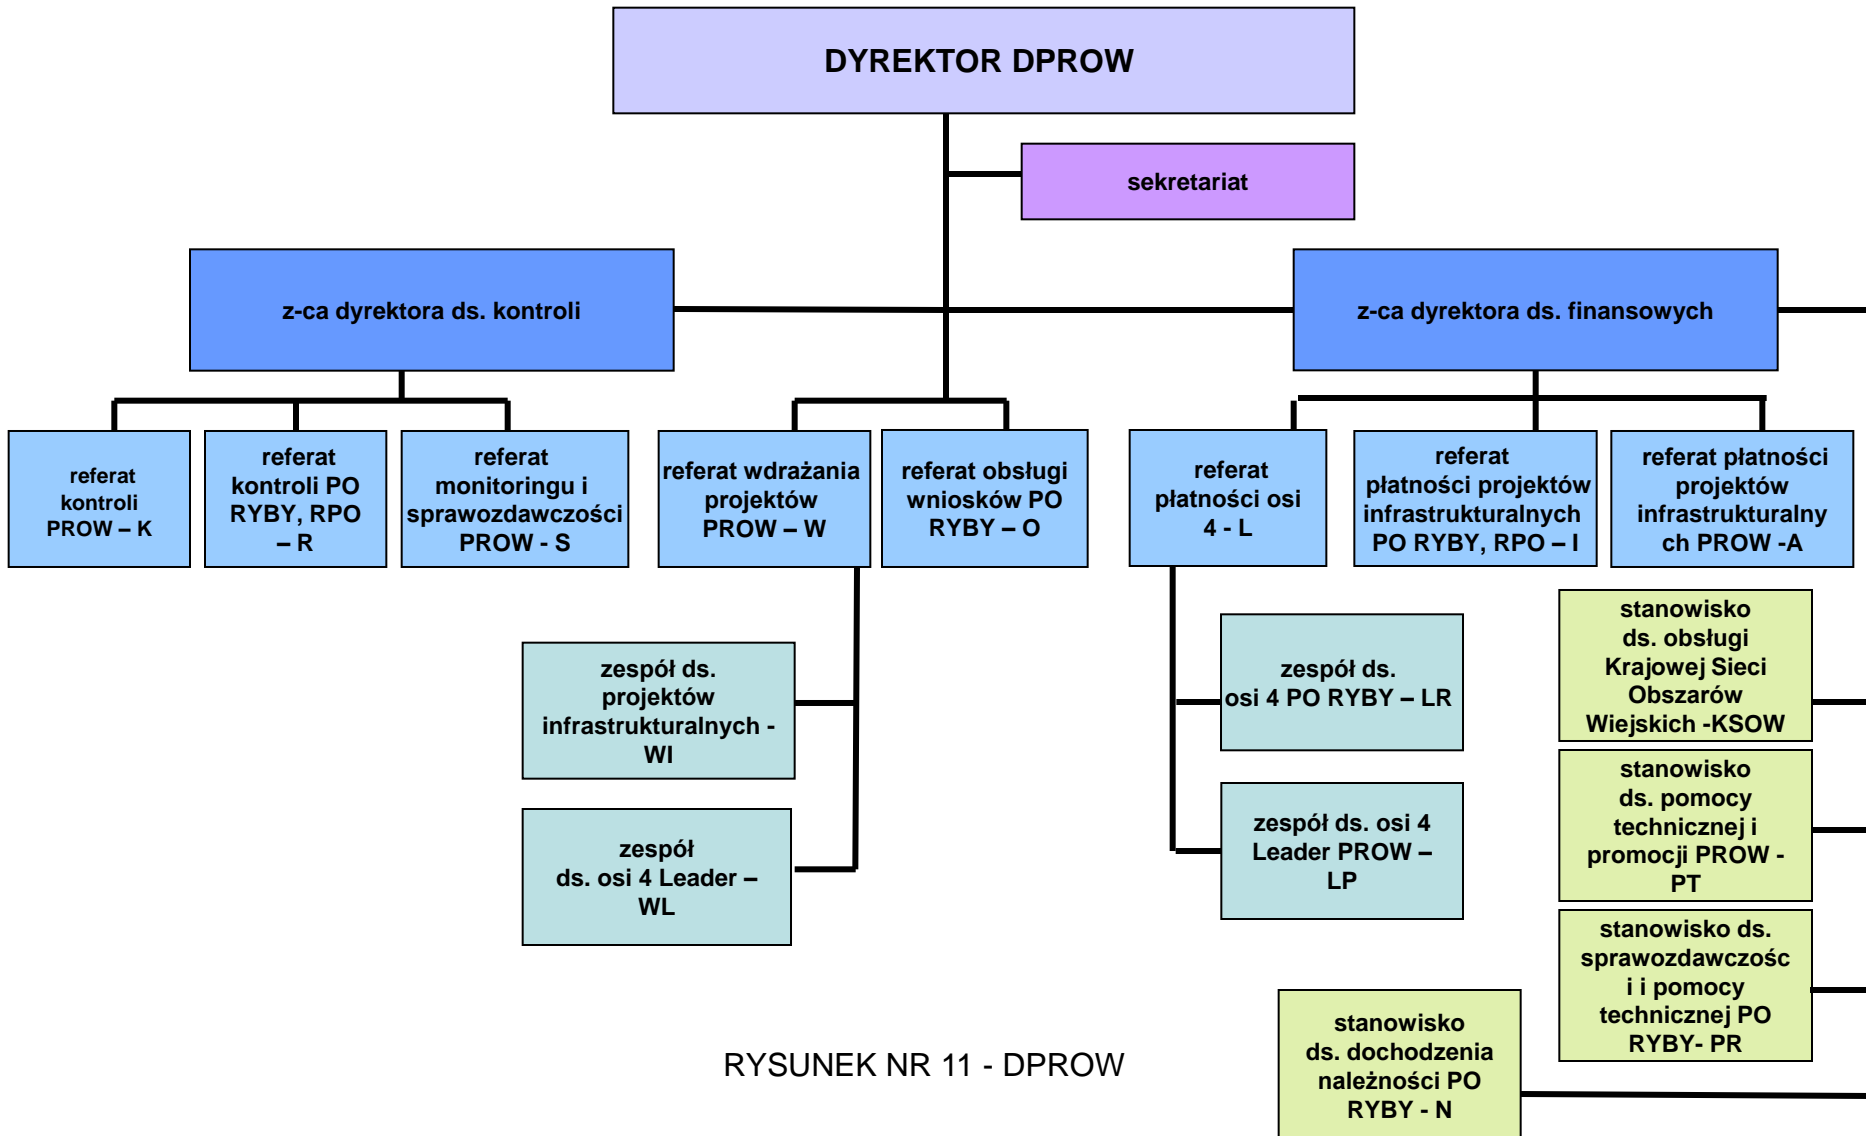 DYREKTOR DPROW
sekretariat
z-ca dyrektora ds. kontroli
z-ca dyrektora ds. finansowych
referat
kontroli
PROW – K
referat
kontroli PO
RYBY, RPO
– R
referat
monitoringu i
sprawozdawczości
PROW - S
referat wdrażania
projektów
PROW – W
referat obsługi
wniosków PO
RYBY – O
referat
płatności osi
4 - L
referat
płatności projektów
infrastrukturalnych
PO RYBY, RPO – I
referat płatności
projektów
infrastrukturalny
ch PROW -A
zespół ds.
projektów
infrastrukturalnych -
WI
zespół
ds. osi 4 Leader –
WL
zespół ds.
osi 4 PO RYBY – LR
zespół ds. osi 4
Leader PROW –
LP
stanowisko
ds. obsługi
Krajowej Sieci
Obszarów
Wiejskich -KSOW
stanowisko
ds. pomocy
technicznej i
promocji PROW -
PT
stanowisko ds.
sprawozdawczośc
i i pomocy
technicznej PO
RYBY- PR
stanowisko
ds. dochodzenia
należności PO
RYBY - N
RYSUNEK NR 11 - DPROW